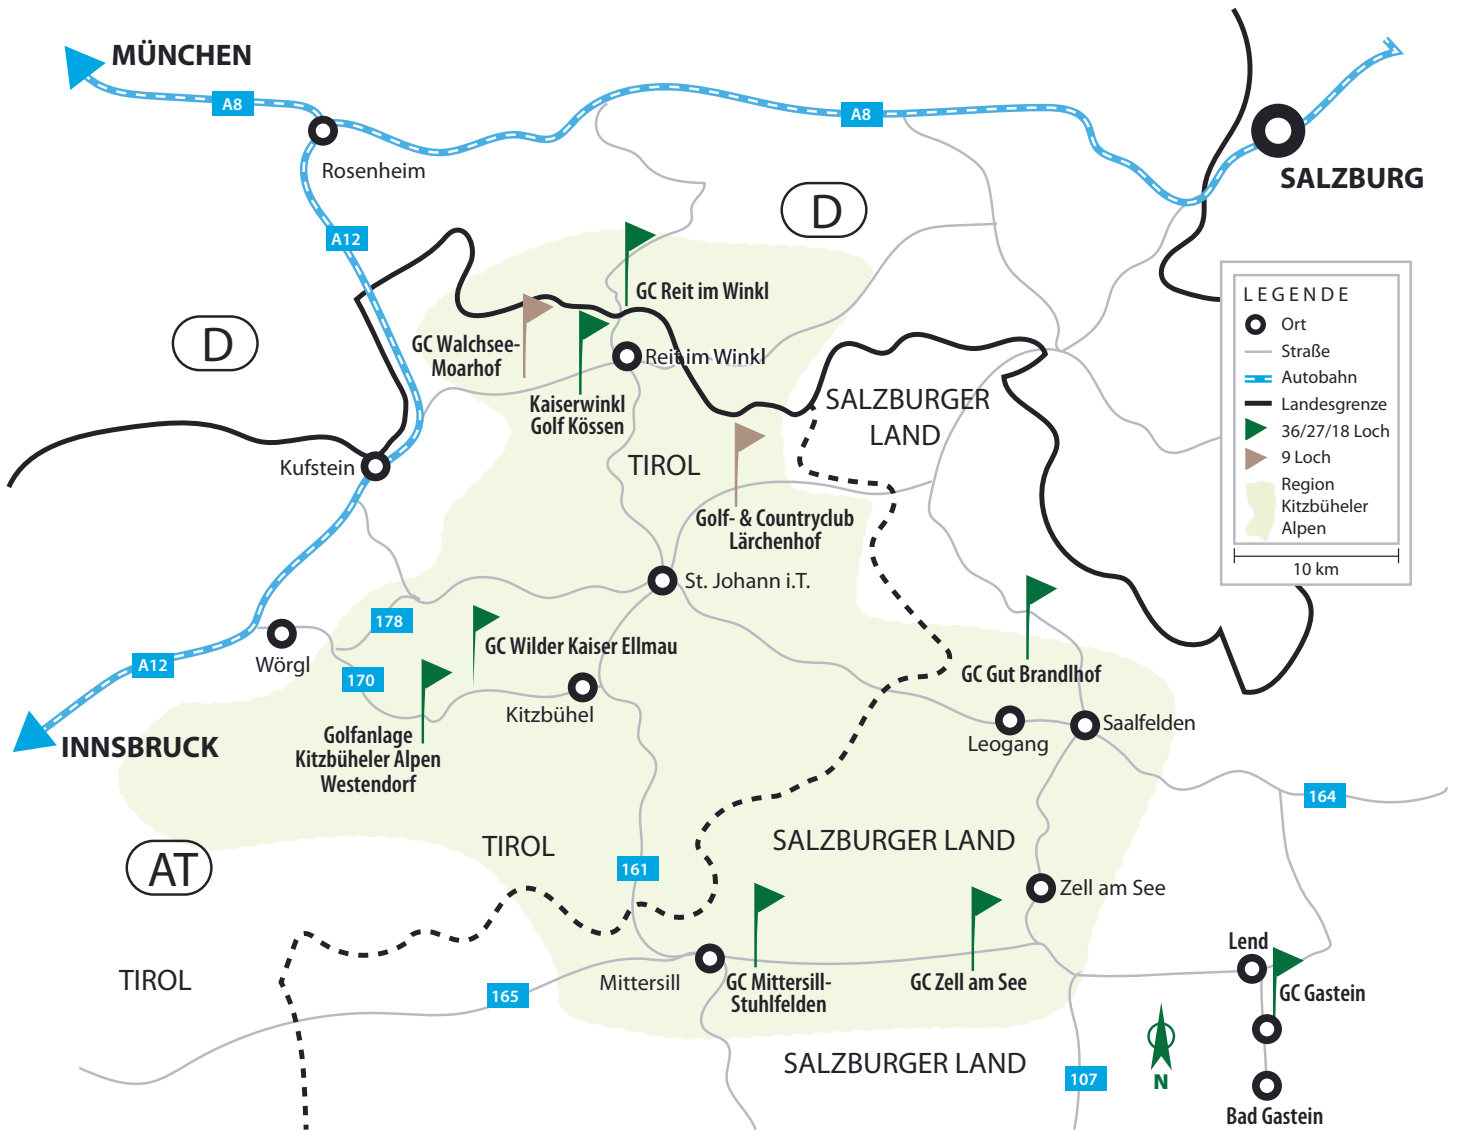 MÜNCHEN
A8
A8
Rosenheim
SALZBURG
D
A12
GC Reit im Winkl
LEGENDE
Ort
Straße
Autobahn
Landesgrenze
36/27/18 Loch
9 Loch
Region
Kitzbüheler
Alpen
10 km
D
GC Walchsee-
Moarhof
Reit im Winkl
Kaiserwinkl
Golf Kössen
SALZBURGER
LAND
Kufstein
TIROL
Golf- & Countryclub
Lärchenhof
St. Johann i.T.
178
Wörgl
A12
170
GC Wilder Kaiser Ellmau
GC Gut Brandlhof
Kitzbühel
INNSBRUCK
Golfanlage
Kitzbüheler Alpen
Westendorf
Leogang
Saalfelden
164
TIROL
SALZBURGER LAND
AT
161
Zell am See
TIROL
Mittersill
GC Mittersill-
Stuhlfelden
GC Zell am See
Lend
GC Gastein
165
SALZBURGER LAND
107
N
Bad Gastein